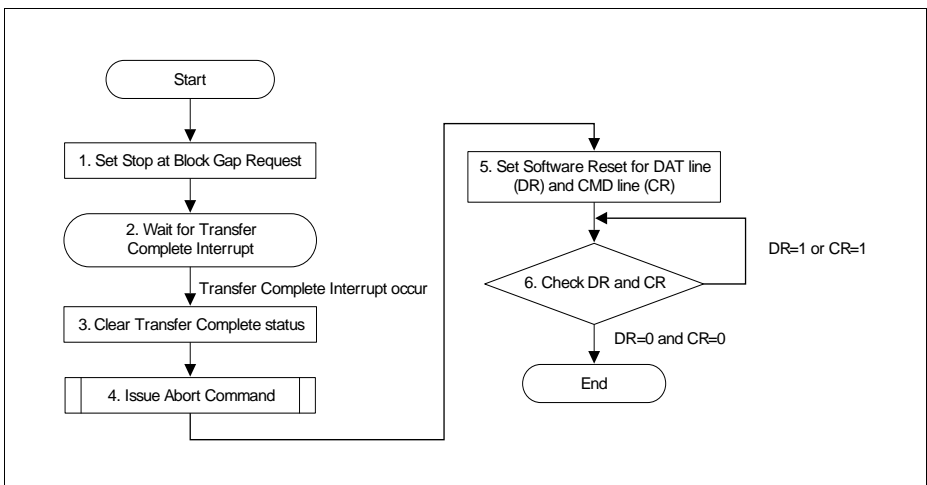 Start
1. Set Stop at Block Gap Request
2. Wait for Transfer
Complete Interrupt
Transfer Complete Interrupt occur
3. Clear Transfer Complete status
4. Issue Abort Command
5. Set Software Reset for DAT line
(DR) and CMD line (CR)
DR=1 or CR=1
6. Check DR and CR
DR=0 and CR=0
End